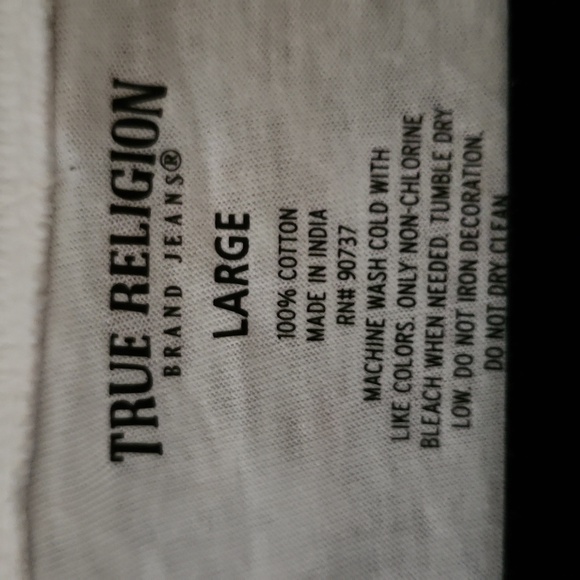 TRUE RELIGION
BRAND JEANS®
LARGE
100% COTTON
MADE IN INDIA
RN# 90737
MACHINE WASH COLD WITH
LIKE COLORS. ONLY NON-CHLORINE
BLEACH WHEN NEEDED. TUMBLE DRY
LOW. DO NOT IRON DECORATION.
DO NOT DRY CLEAN